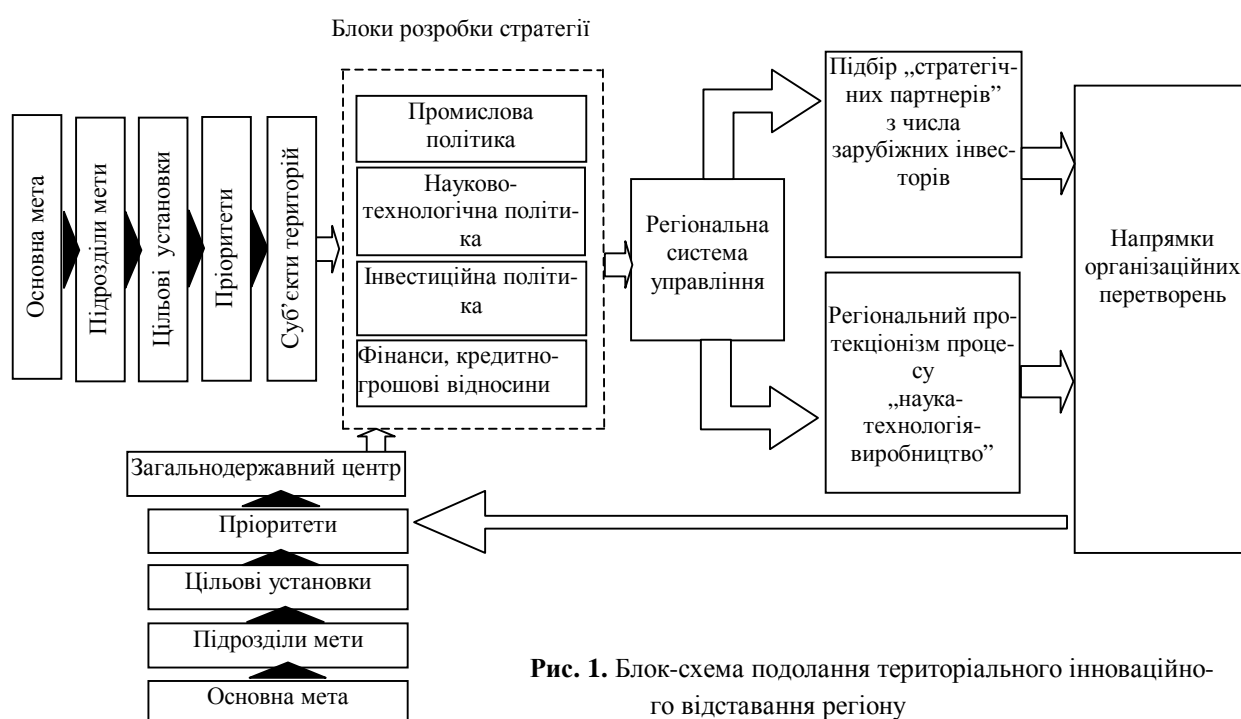 Блоки розробки стратегії
Основна мета
Підрозділи мети
Цільові установки
Пріоритети
Суб’єкти територій
Промислова
політика
Науково-
технологічна політи-
ка
Інвестиційна політи-
ка
Фінанси, кредитно-
грошові відносини
Регіональна
система
управління
Підбір „стратегіч-
них партнерів”
з числа
зарубіжних інвес-
торів
Регіональний про-
текціонізм проце-
су
„наука-
технологія-
виробництво”
Напрямки
організаційних
перетворень
Загальнодержавний центр
Пріоритети
Цільові установки
Підрозділи мети
Основна мета
Рис. 1. Блок-схема подолання територіального інноваційно-
го відставання регіону